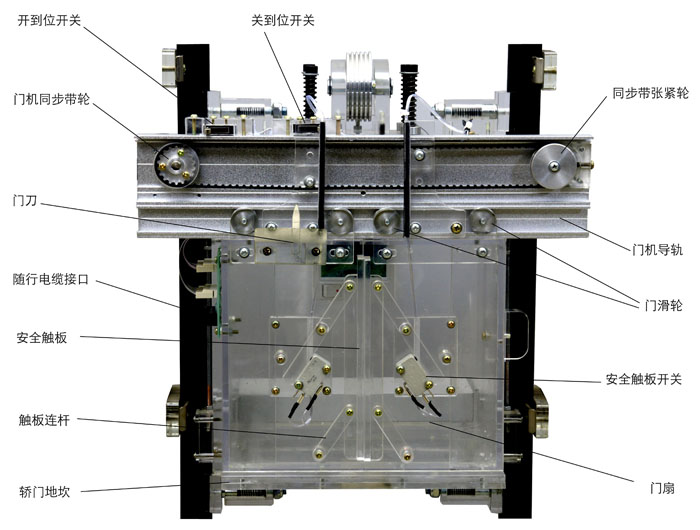 开到位开关
关到位开关
门机同步带轮
同步带张紧轮
门刀
门机导轨
随行电缆接口
门滑轮
安全触板
安全触板开关
触板连杆
门扇
轿门地坎